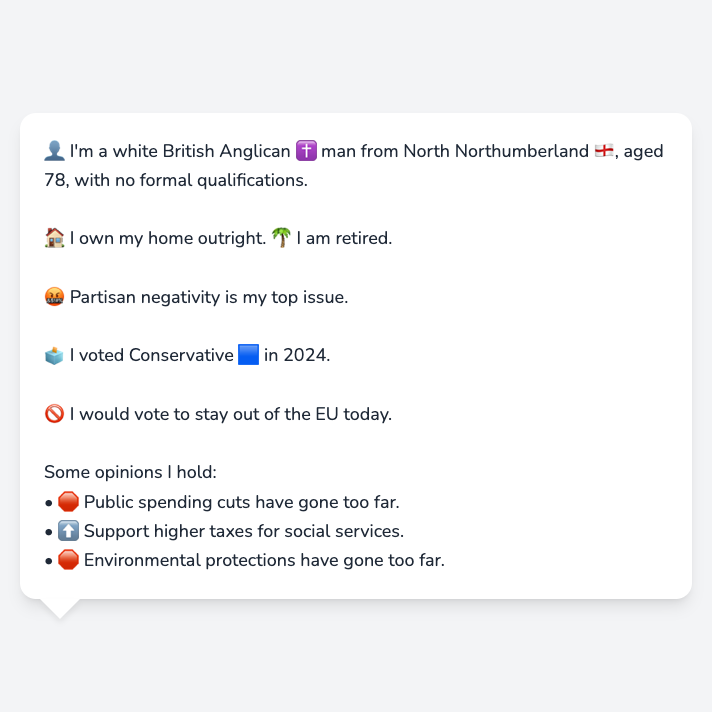 👤 I'm a white British Anglican ✝️ man from North Northumberland 🏴󠁧󠁢󠁥󠁮󠁧󠁿, aged
78, with no formal qualifications.
🏠 I own my home outright. 🌴 I am retired.
🤬 Partisan negativity is my top issue.
🗳️ I voted Conservative 🟦 in 2024.
🚫 I would vote to stay out of the EU today.
Some opinions I hold:
• 🛑 Public spending cuts have gone too far.
• ⬆️ Support higher taxes for social services.
• 🛑 Environmental protections have gone too far.